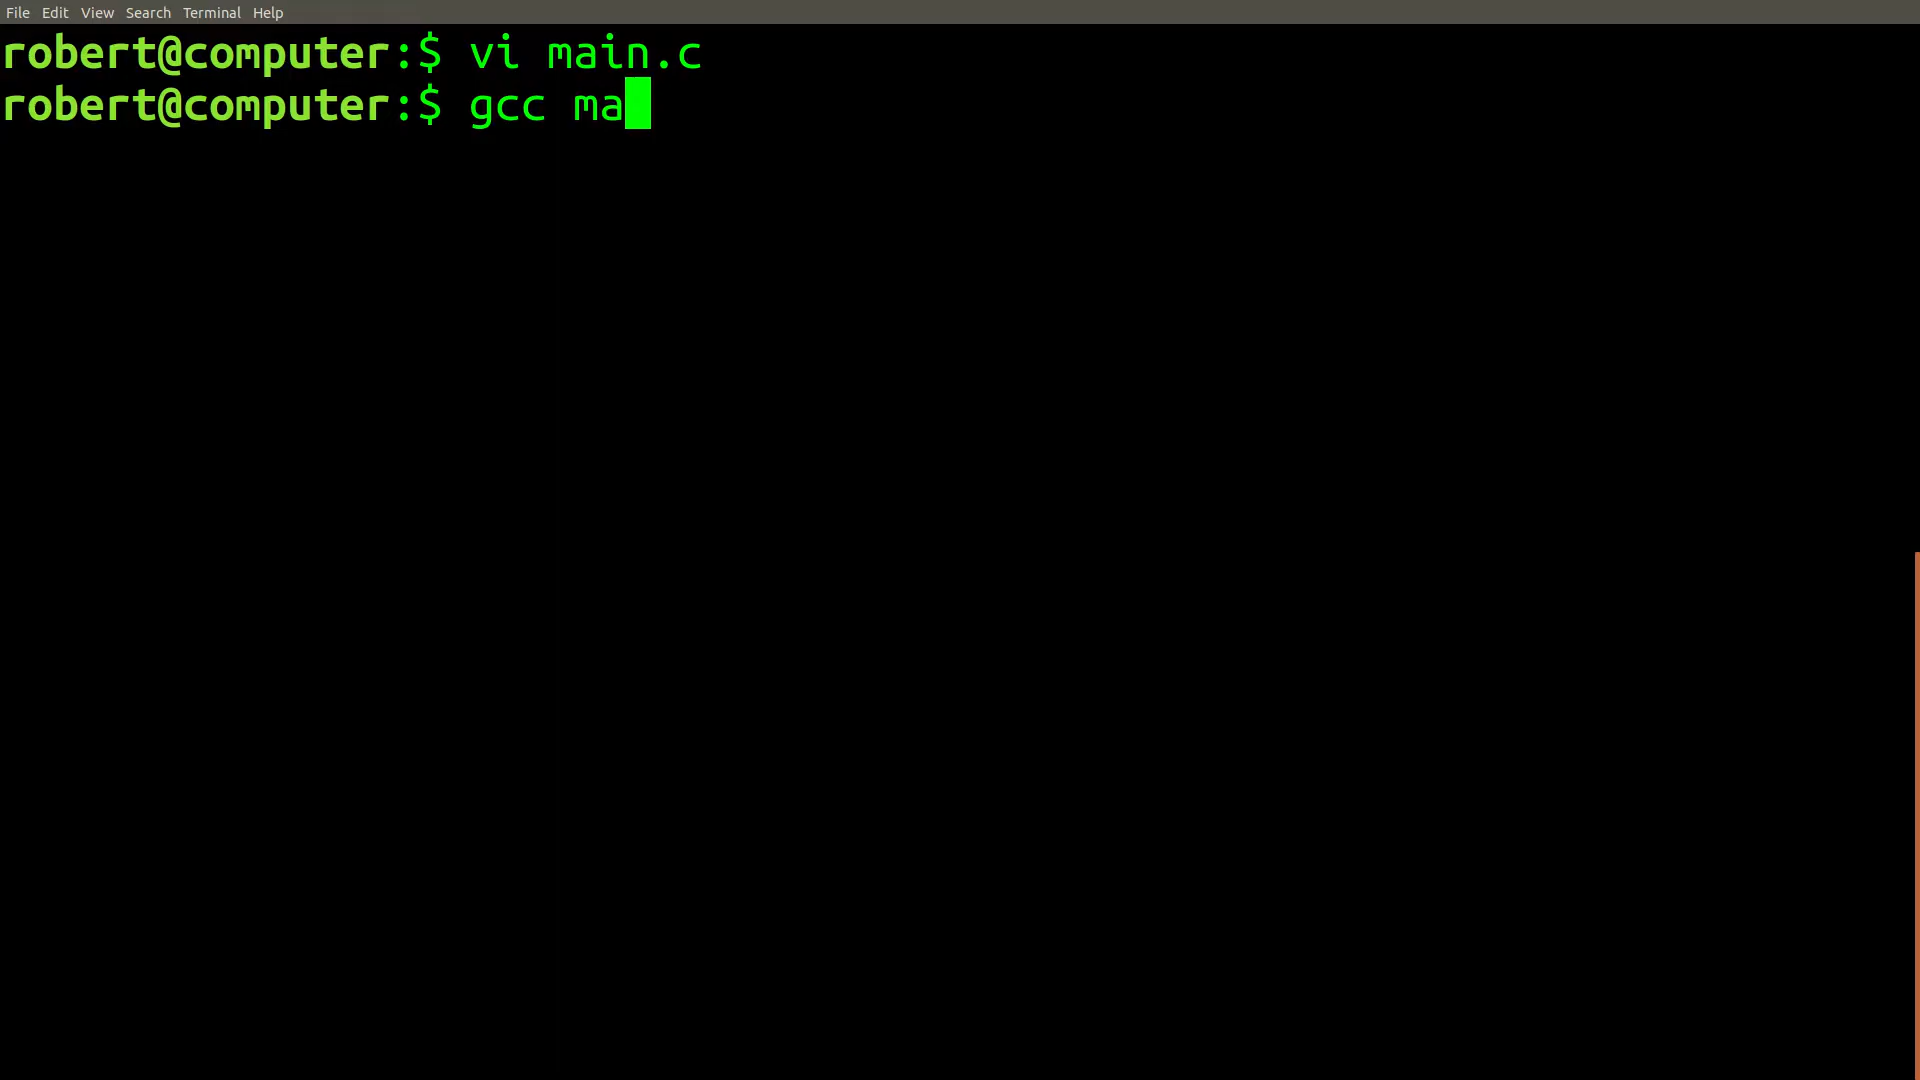 File Edit View Search Terminal Help
robert@computer:$ vi main.c
robert@computer:$ gcc ma